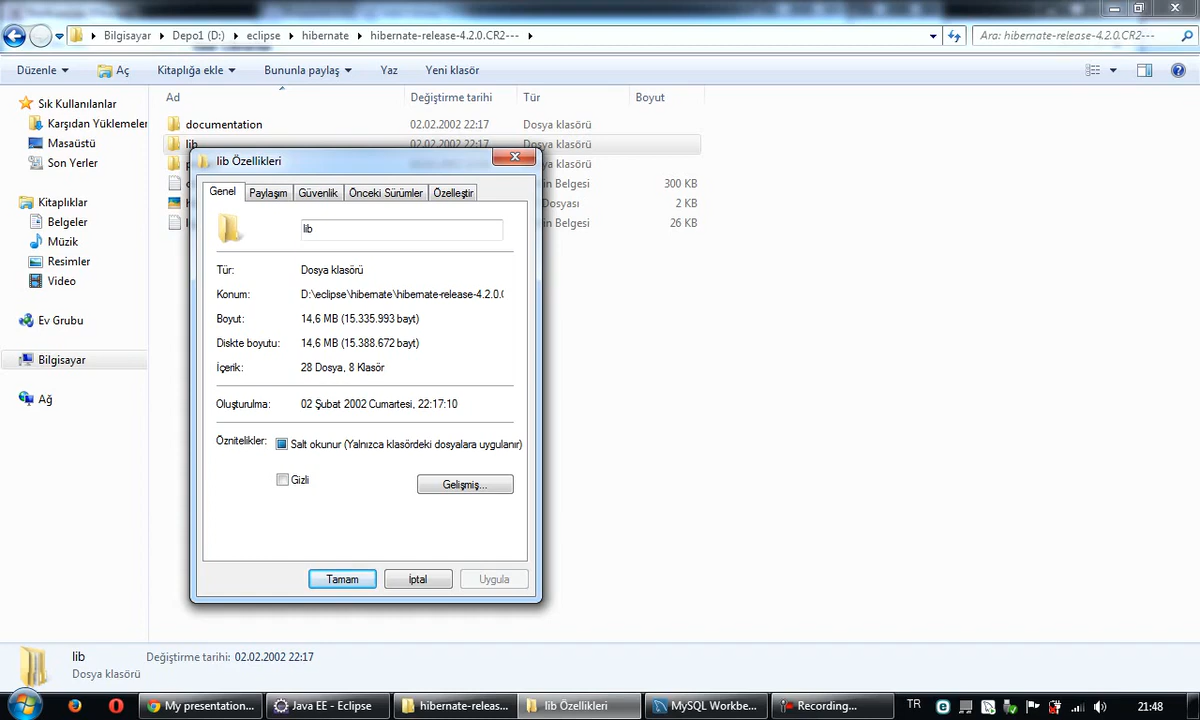 Bilgisayar Depo1 (D:) eclipse hibernate hibernate-release-4.2.0.CR2---
Ara: hibernate-release-4.2.0.CR2---
Düzenle Aç Kitaplığa ekle Bununla paylaş Yaz Yeni klasör
Ad Değiştirme tarihi Tür Boyut
Sık Kullanılanlar
Karşıdan Yüklemeler
Masaüstü
Son Yerler
Kitaplıklar
Belgeler
Müzik
Resimler
Video
Ev Grubu
Bilgisayar
Ağ
documentation 02.02.2002 22:17 Dosya klasörü
lib 02.02.2002 22:17 Dosya klasörü
ya klasörü
in Belgesi 300 KB
Dosyası 2 KB
in Belgesi 26 KB
lib Özellikleri
Genel Paylaşım Güvenlik Önceki Sürümler Özelleştir
lib
Tür: Dosya klasörü
Konum: D:\eclipse\hibernate\hibernate-release-4.2.0.
Boyut: 14,6 MB (15.335.993 bayt)
Diskte boyutu: 14,6 MB (15.388.672 bayt)
İçerik: 28 Dosya, 8 Klasör
Oluşturulma: 02 Şubat 2002 Cumartesi, 22:17:10
Öznitelikler: Salt okunur (Yalnızca klasördeki dosyalara uygulanır)
Gizli
Gelişmiş...
Tamam İptal Uygula
lib Değiştirme tarihi: 02.02.2002 22:17
Dosya klasörü
My presentation... Java EE - Eclipse hibernate-releas... lib Özellikleri MySQL Workbe... Recording... TR 21:48